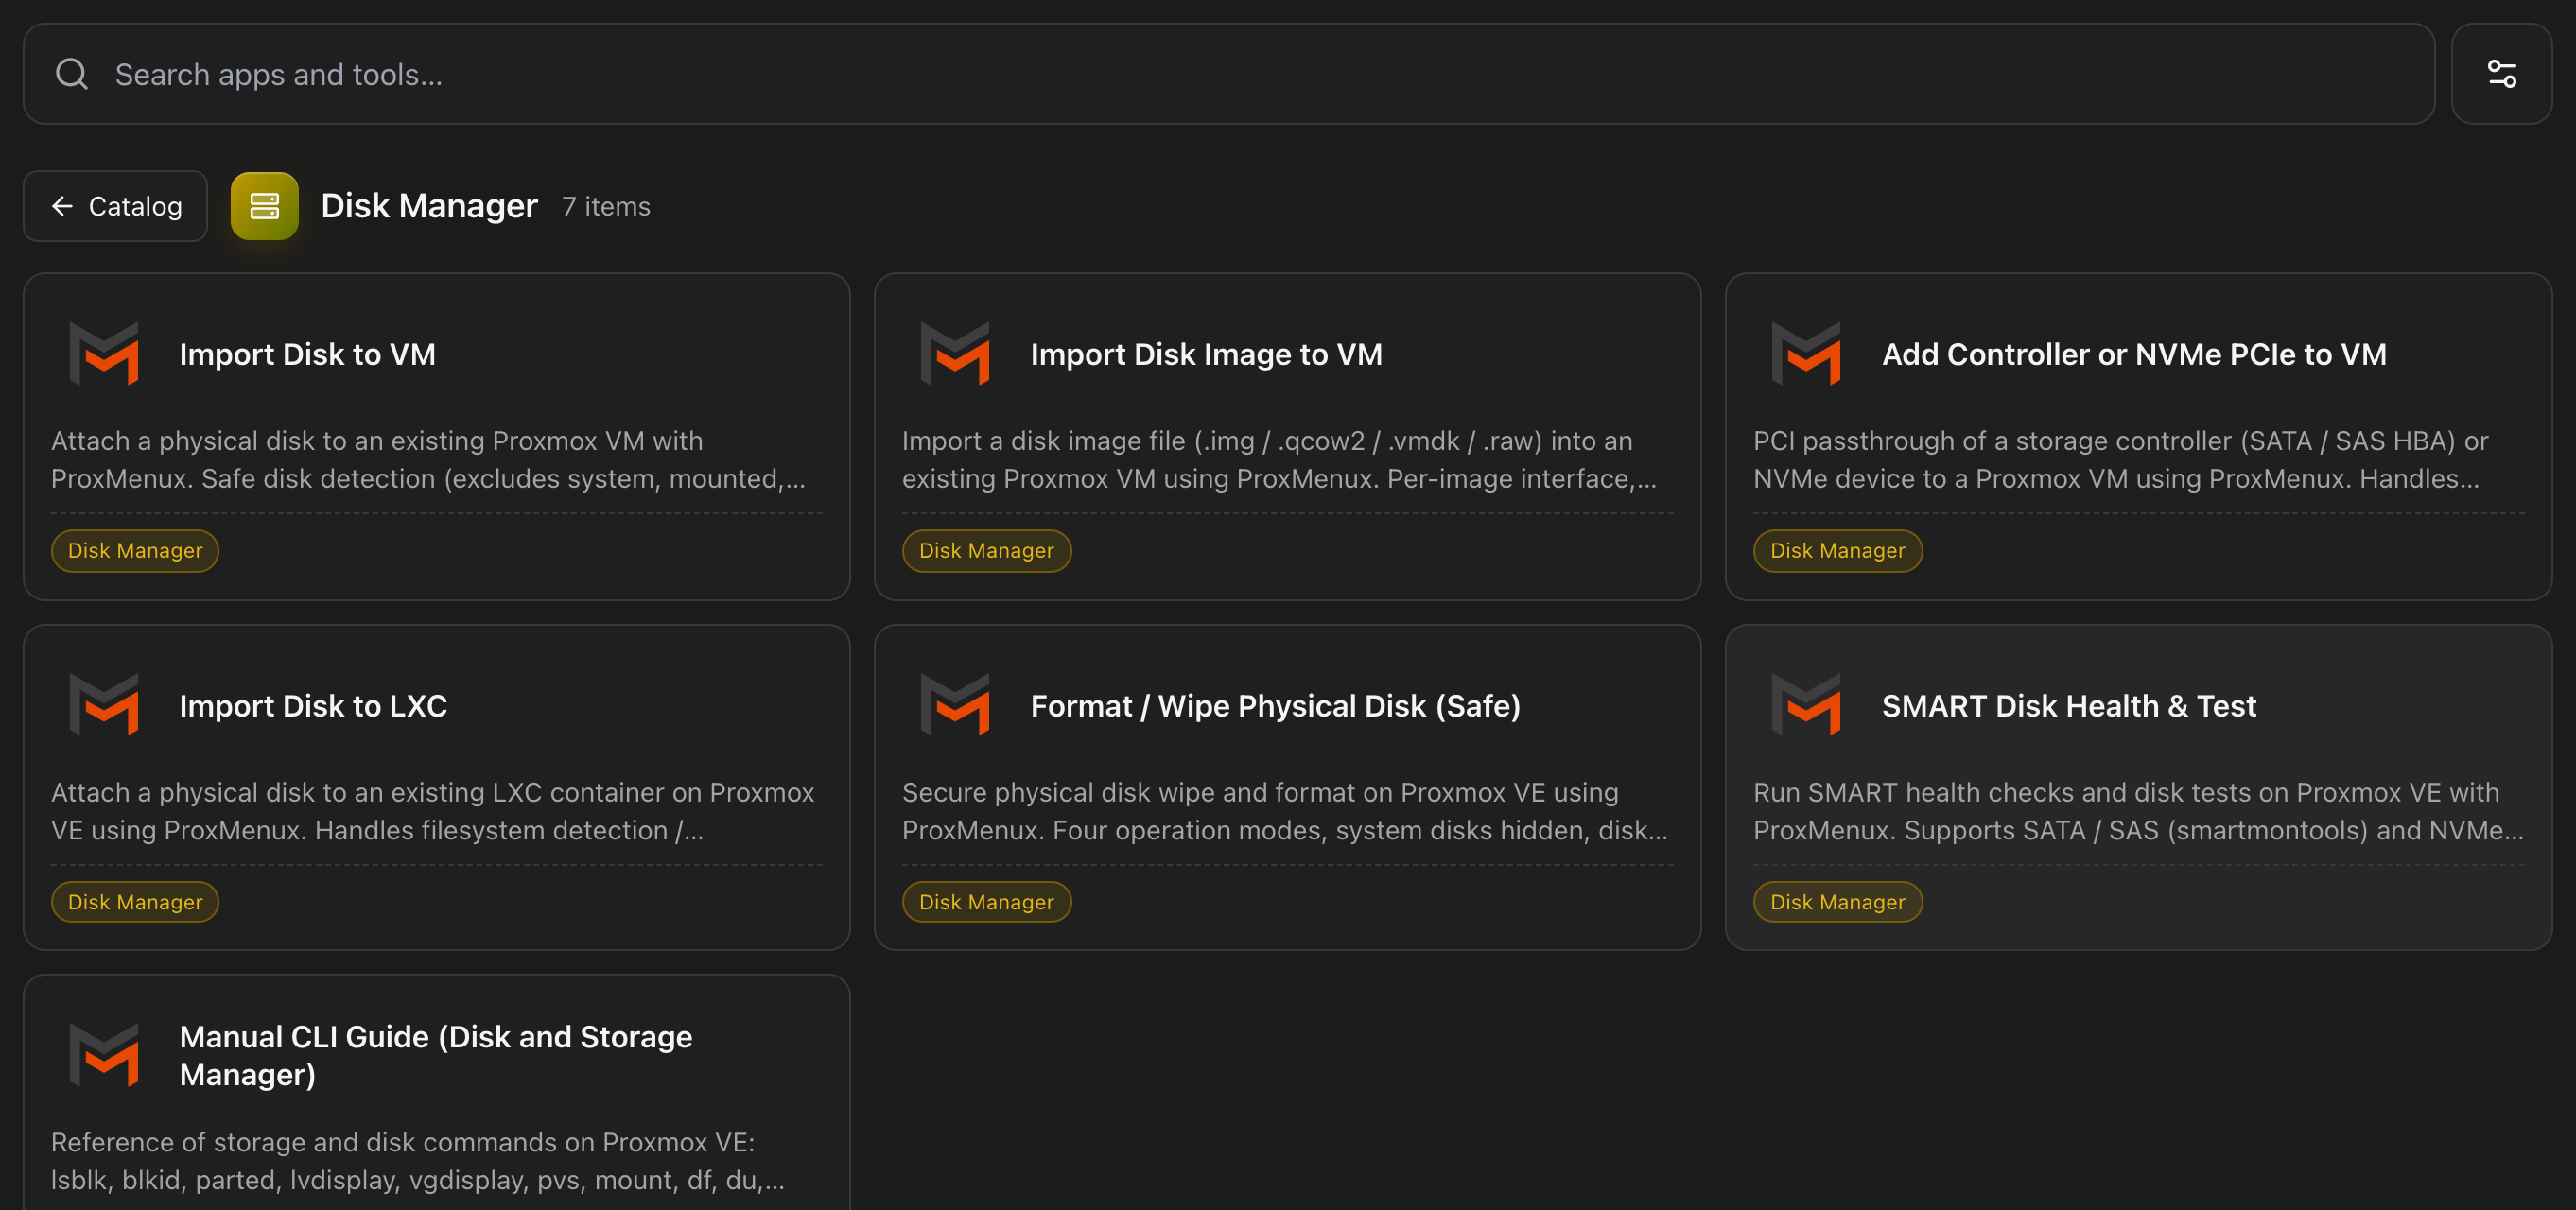 Search apps and tools...
Catalog
Disk Manager 7 items
Import Disk to VM
Attach a physical disk to an existing Proxmox VM with
ProxMenux. Safe disk detection (excludes system, mounted,...
Disk Manager
Import Disk Image to VM
Import a disk image file (.img / .qcow2 / .vmdk / .raw) into an
existing Proxmox VM using ProxMenux. Per-image interface,...
Disk Manager
Add Controller or NVMe PCIe to VM
PCI passthrough of a storage controller (SATA / SAS HBA) or
NVMe device to a Proxmox VM using ProxMenux. Handles...
Disk Manager
Import Disk to LXC
Attach a physical disk to an existing LXC container on Proxmox
VE using ProxMenux. Handles filesystem detection /...
Disk Manager
Format / Wipe Physical Disk (Safe)
Secure physical disk wipe and format on Proxmox VE using
ProxMenux. Four operation modes, system disks hidden, disk...
Disk Manager
SMART Disk Health & Test
Run SMART health checks and disk tests on Proxmox VE with
ProxMenux. Supports SATA / SAS (smartmontools) and NVMe...
Disk Manager
Manual CLI Guide (Disk and Storage
Manager)
Reference of storage and disk commands on Proxmox VE:
lsblk, blkid, parted, lvdisplay, vgdisplay, pvs, mount, df, du,...